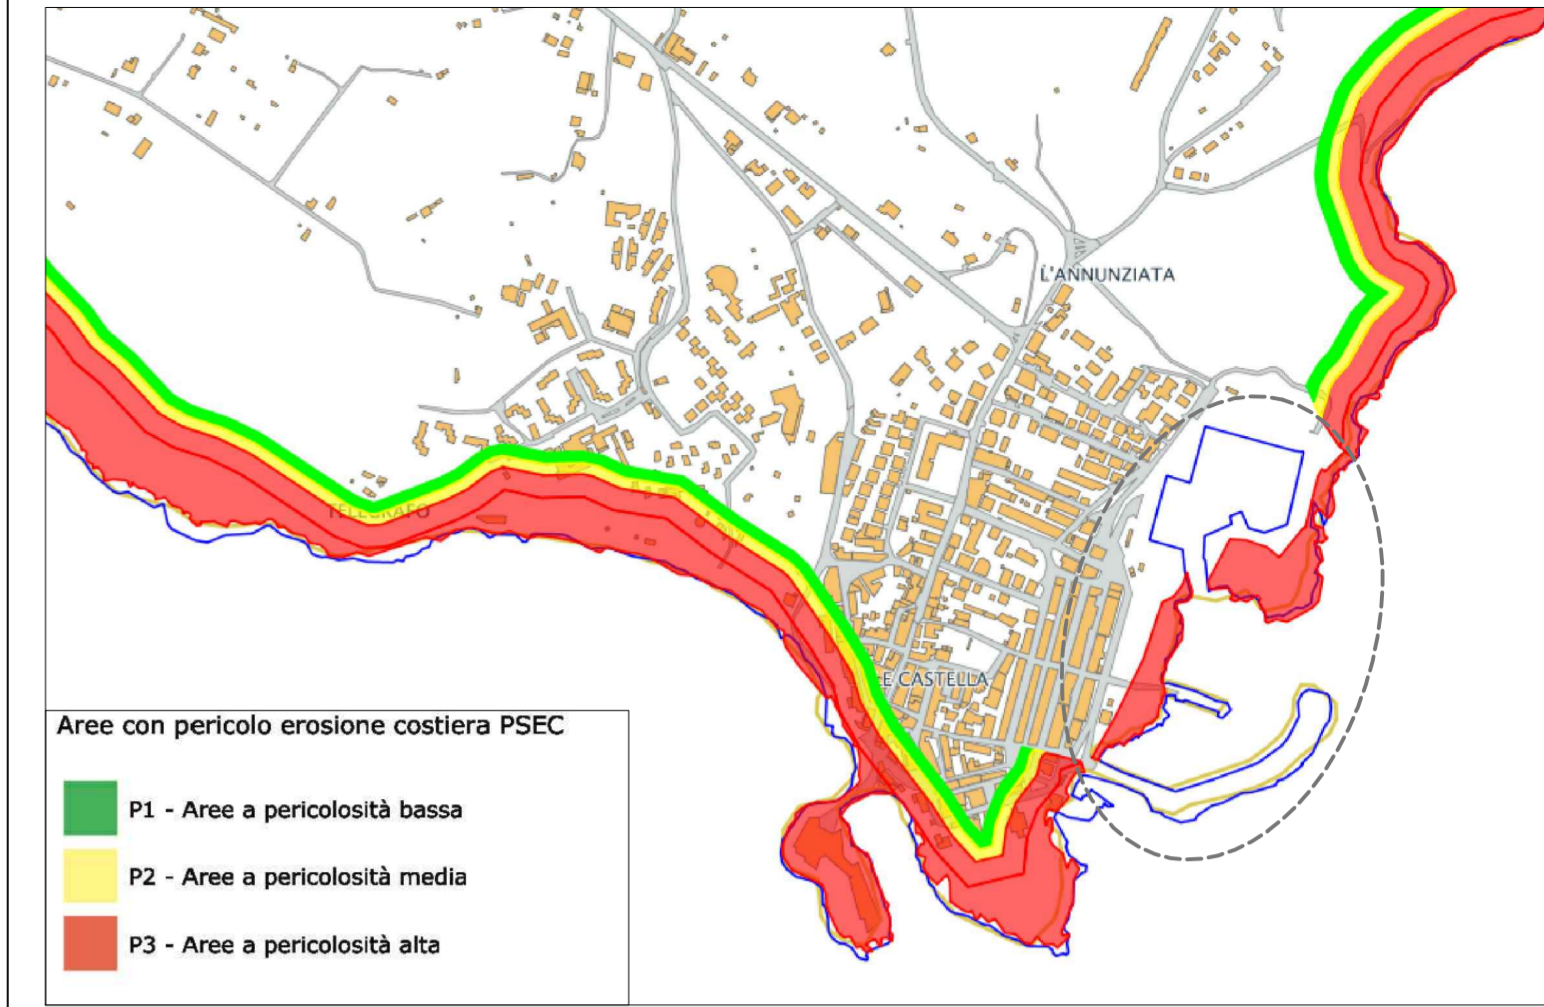 L'ANNUNZIATA
TELEGRAFO
E CASTELLA
Aree con pericolo erosione costiera PSEC
P1 - Aree a pericolosità bassa
P2 - Aree a pericolosità media
P3 - Aree a pericolosità alta